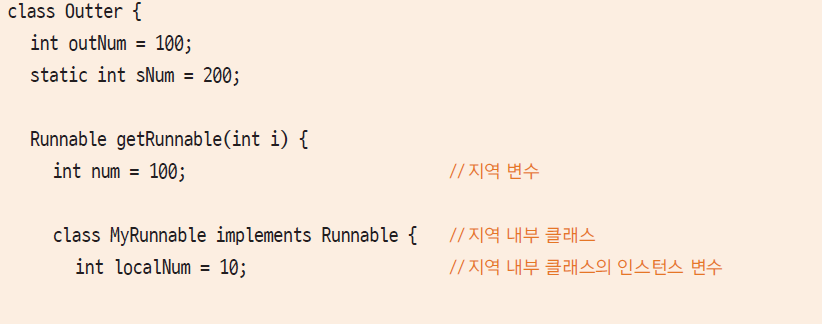 class Outter {
int outNum = 100;
static int sNum = 200;
Runnable getRunnable(int i) {
int num = 100; // 지역 변수
class MyRunnable implements Runnable { // 지역 내부 클래스
int localNum = 10; // 지역 내부 클래스의 인스턴스 변수